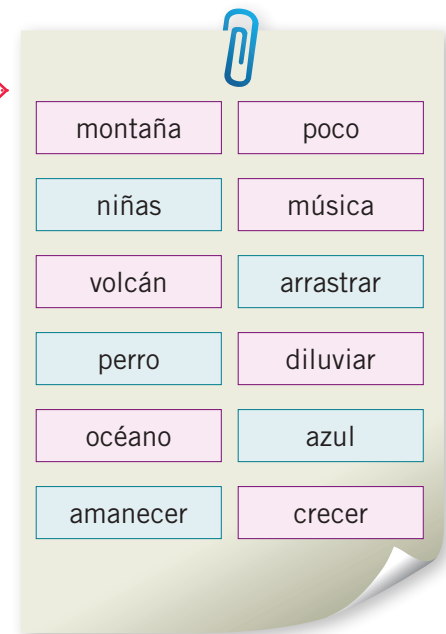 montaña poco
niñas música
volcán arrastrar
perro diluviar
océano azul
amanecer crecer